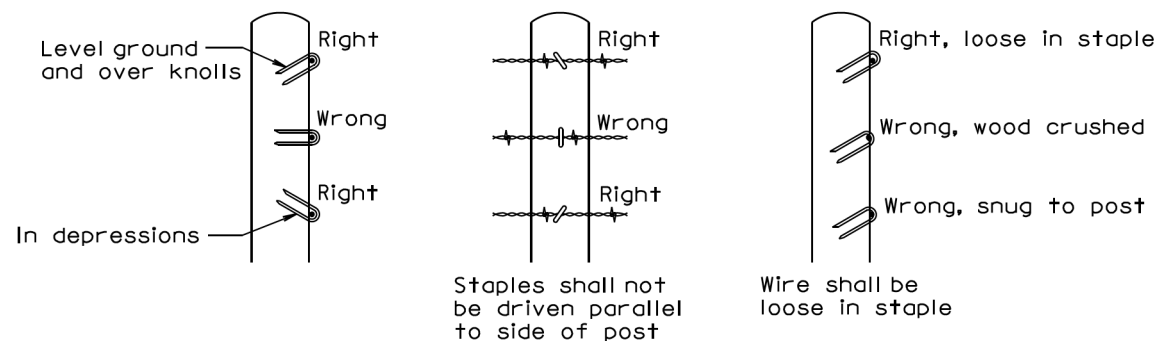 Level ground
and over knolls
Right
Wrong
Right
In depressions
Right
Wrong
Right
Staples shall not
be driven parallel
to side of post
Right, loose in staple
Wrong, wood crushed
Wrong, snug to post
Wire shall be
loose in staple